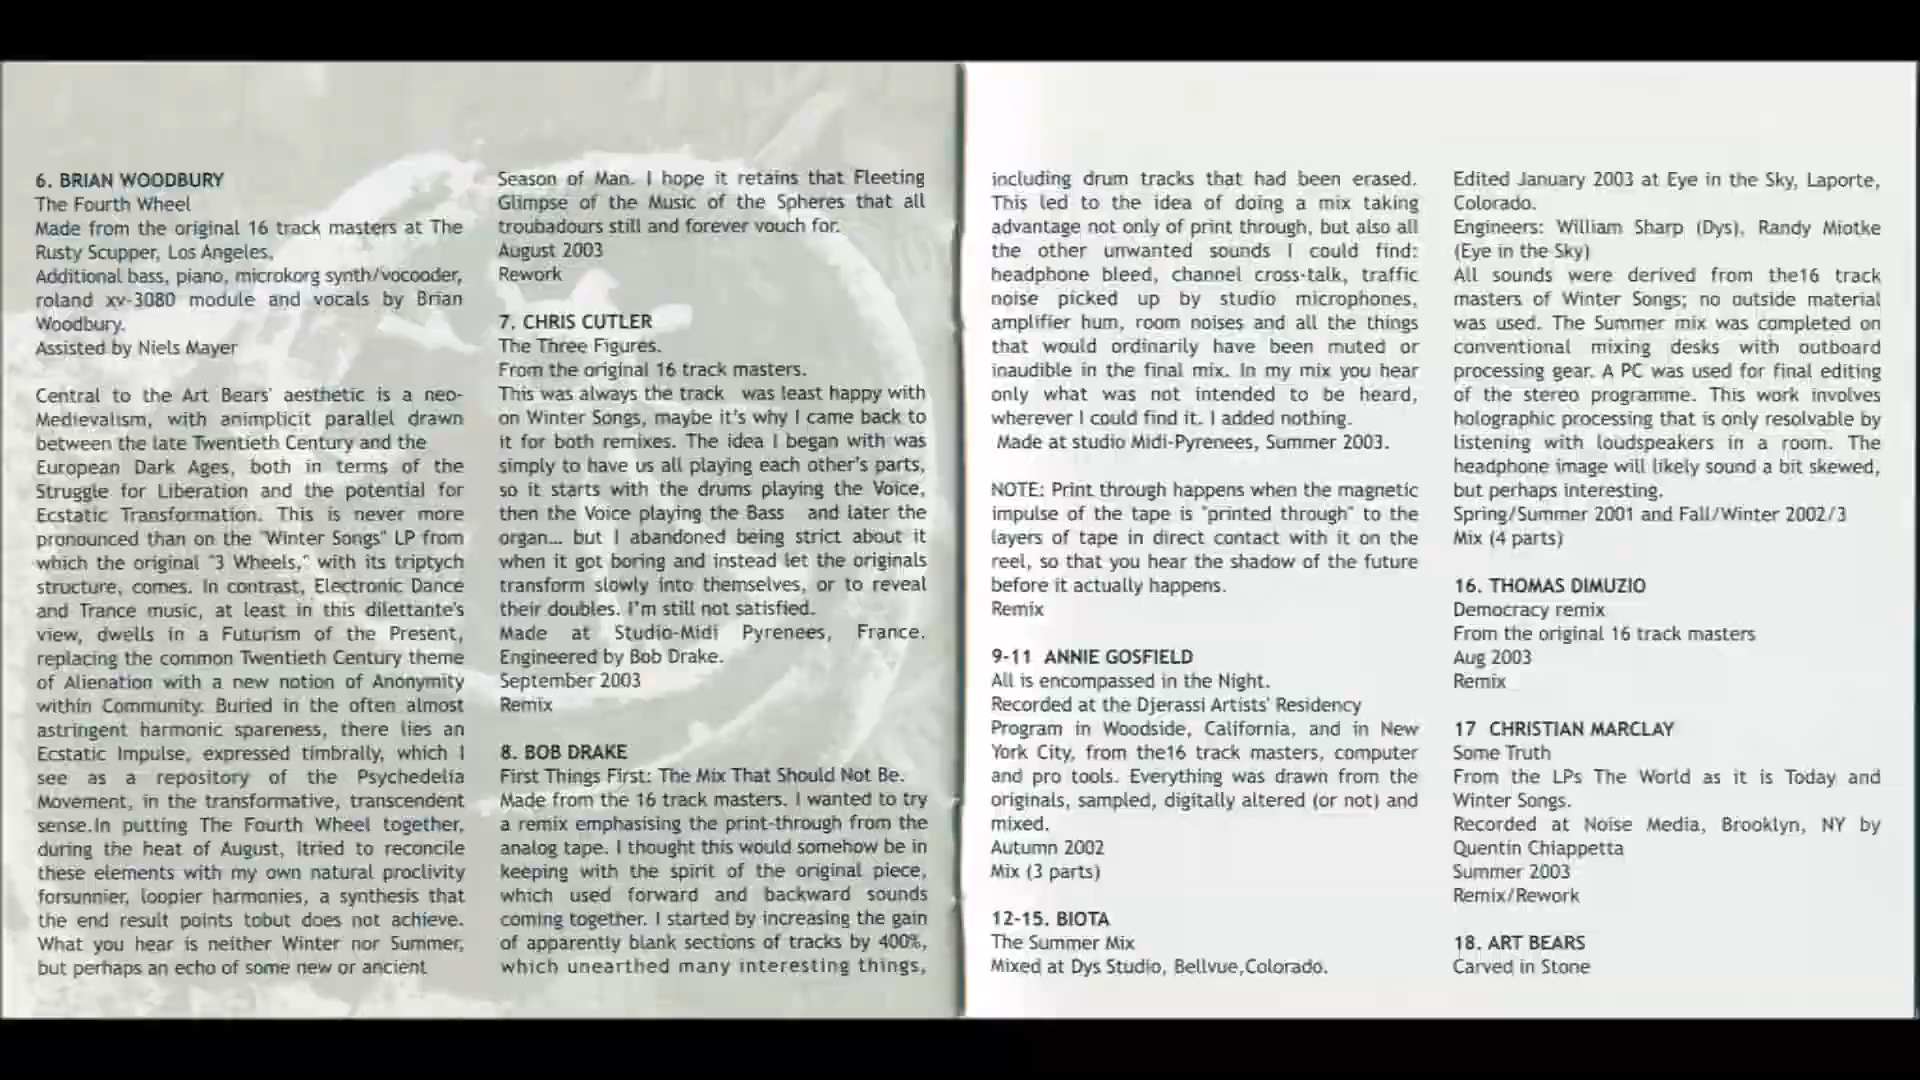 6. BRIAN WOODBURY
The Fourth Wheel
Made from the original 16 track masters at The
Rusty Scupper, Los Angeles.
Additional bass, piano, microkorg synth/vocooder,
roland xv-3080 module and vocals by Brian
Woodbury.
Assisted by Niels Mayer
Central to the Art Bears' aesthetic is a neo-
Medievalism, with animplicit parallel drawn
between the late Twentieth Century and the
European Dark Ages, both in terms of the
Struggle for Liberation and the potential for
Ecstatic Transformation. This is never more
pronounced than on the "Winter Songs" LP from
which the original "3 Wheels," with its triptych
structure, comes. In contrast, Electronic Dance
and Trance music, at least in this dilettante's
view, dwells in a Futurism of the Present,
replacing the common Twentieth Century theme
of Alienation with a new notion of Anonymity
within Community. Buried in the often almost
astringent harmonic spareness, there lies an
Ecstatic Impulse, expressed timbrally, which I
see as a repository of the Psychedelia
Movement, in the transformative, transcendent
sense.In putting The Fourth Wheel together,
during the heat of August, Itried to reconcile
these elements with my own natural proclivity
forsunnier, loopier harmonies, a synthesis that
the end result points tobut does not achieve.
What you hear is neither Winter nor Summer,
but perhaps an echo of some new or ancient
Season of Man. I hope it retains that Fleeting
Glimpse of the Music of the Spheres that all
troubadours still and forever vouch for.
August 2003
Rework
7. CHRIS CUTLER
The Three Figures.
From the original 16 track masters.
This was always the track was least happy with
on Winter Songs, maybe it's why I came back to
it for both remixes. The idea I began with was
simply to have us all playing each other's parts,
so it starts with the drums playing the Voice,
then the Voice playing the Bass and later the
organ... but I abandoned being strict about it
when it got boring and instead let the originals
transform slowly into themselves, or to reveal
their doubles. I'm still not satisfied.
Made at Studio-Midi Pyrenees, France.
Engineered by Bob Drake.
September 2003
Remix
8. BOB DRAKE
First Things First: The Mix That Should Not Be.
Made from the 16 track masters. I wanted to try
a remix emphasising the print-through from the
analog tape. I thought this would somehow be in
keeping with the spirit of the original piece,
which used forward and backward sounds
coming together. I started by increasing the gain
of apparently blank sections of tracks by 400%,
which unearthed many interesting things,
including drum tracks that had been erased.
This led to the idea of doing a mix taking
advantage not only of print through, but also all
the other unwanted sounds I could find:
headphone bleed, channel cross-talk, traffic
noise picked up by studio microphones,
amplifier hum, room noises and all the things
that would ordinarily have been muted or
inaudible in the final mix. In my mix you hear
only what was not intended to be heard,
wherever I could find it. I added nothing.
Made at studio Midi-Pyrenees, Summer 2003.
NOTE: Print through happens when the magnetic
impulse of the tape is "printed through" to the
layers of tape in direct contact with it on the
reel, so that you hear the shadow of the future
before it actually happens.
Remix
9-11 ANNIE GOSFIELD
All is encompassed in the Night.
Recorded at the Djerassi Artists' Residency
Program in Woodside, California, and in New
York City, from the16 track masters, computer
and pro tools. Everything was drawn from the
originals, sampled, digitally altered (or not) and
mixed.
Autumn 2002
Mix (3 parts)
12-15. BIOTA
The Summer Mix
Mixed at Dys Studio, Bellvue,Colorado.
Edited January 2003 at Eye in the Sky, Laporte,
Colorado.
Engineers: William Sharp (Dys), Randy Miotke
(Eye in the Sky)
All sounds were derived from the16 track
masters of Winter Songs; no outside material
was used. The Summer mix was completed on
conventional mixing desks with outboard
processing gear. A PC was used for final editing
of the stereo programme. This work involves
holographic processing that is only resolvable by
listening with loudspeakers in a room. The
headphone image will likely sound a bit skewed,
but perhaps interesting.
Spring/Summer 2001 and Fall/Winter 2002/3
Mix (4 parts)
16. THOMAS DIMUZIO
Democracy remix
From the original 16 track masters
Aug 2003
Remix
17 CHRISTIAN MARCLAY
Some Truth
From the LPs The World as it is Today and
Winter Songs.
Recorded at Noise Media, Brooklyn, NY by
Quentin Chiappetta
Summer 2003
Remix/Rework
18. ART BEARS
Carved in Stone